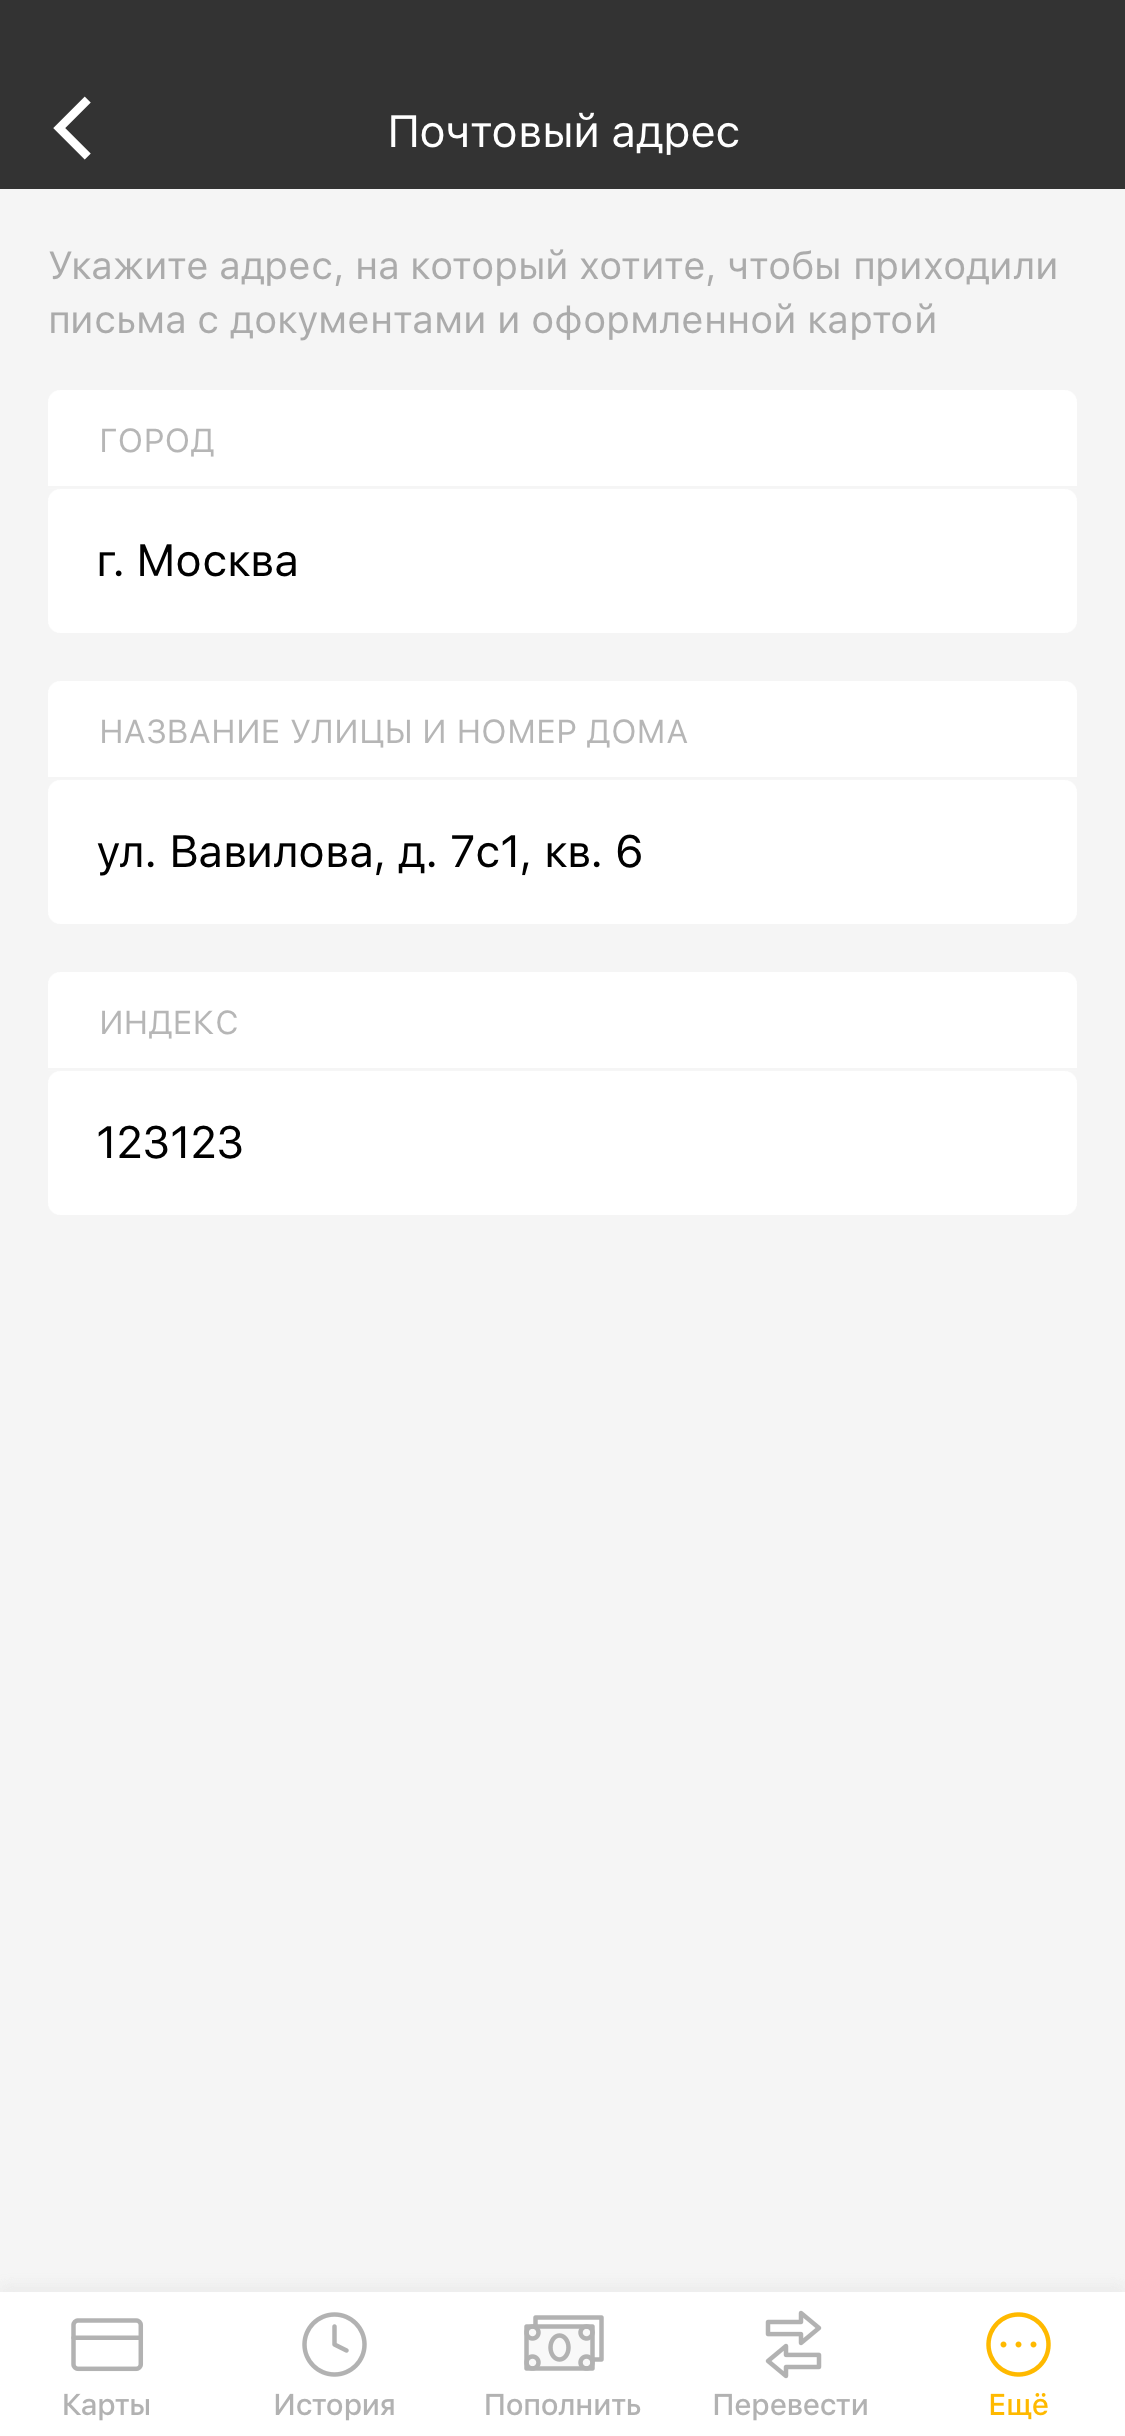 Почтовый адрес
Укажите адрес, на который хотите, чтобы приходили
письма с документами и оформленной картой
ГОРОД
г. Москва
НАЗВАНИЕ УЛИЦЫ И НОМЕР ДОМА
ул. Вавилова, д. 7с1, кв. 6
ИНДЕКС
123123
Карты История Пополнить Перевести Ещё